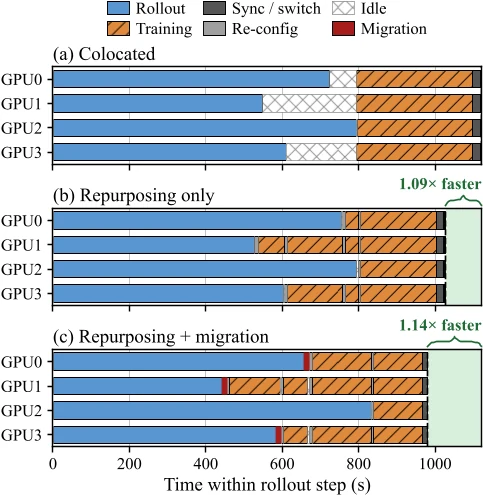 Rollout Sync / switch Idle
Training Re-config Migration
(a) Colocated
GPU0
GPU1
GPU2
GPU3
1.09× faster
(b) Repurposing only
GPU0
GPU1
GPU2
GPU3
1.14× faster
(c) Repurposing + migration
GPU0
GPU1
GPU2
GPU3
0 200 400 600 800 1000
Time within rollout step (s)